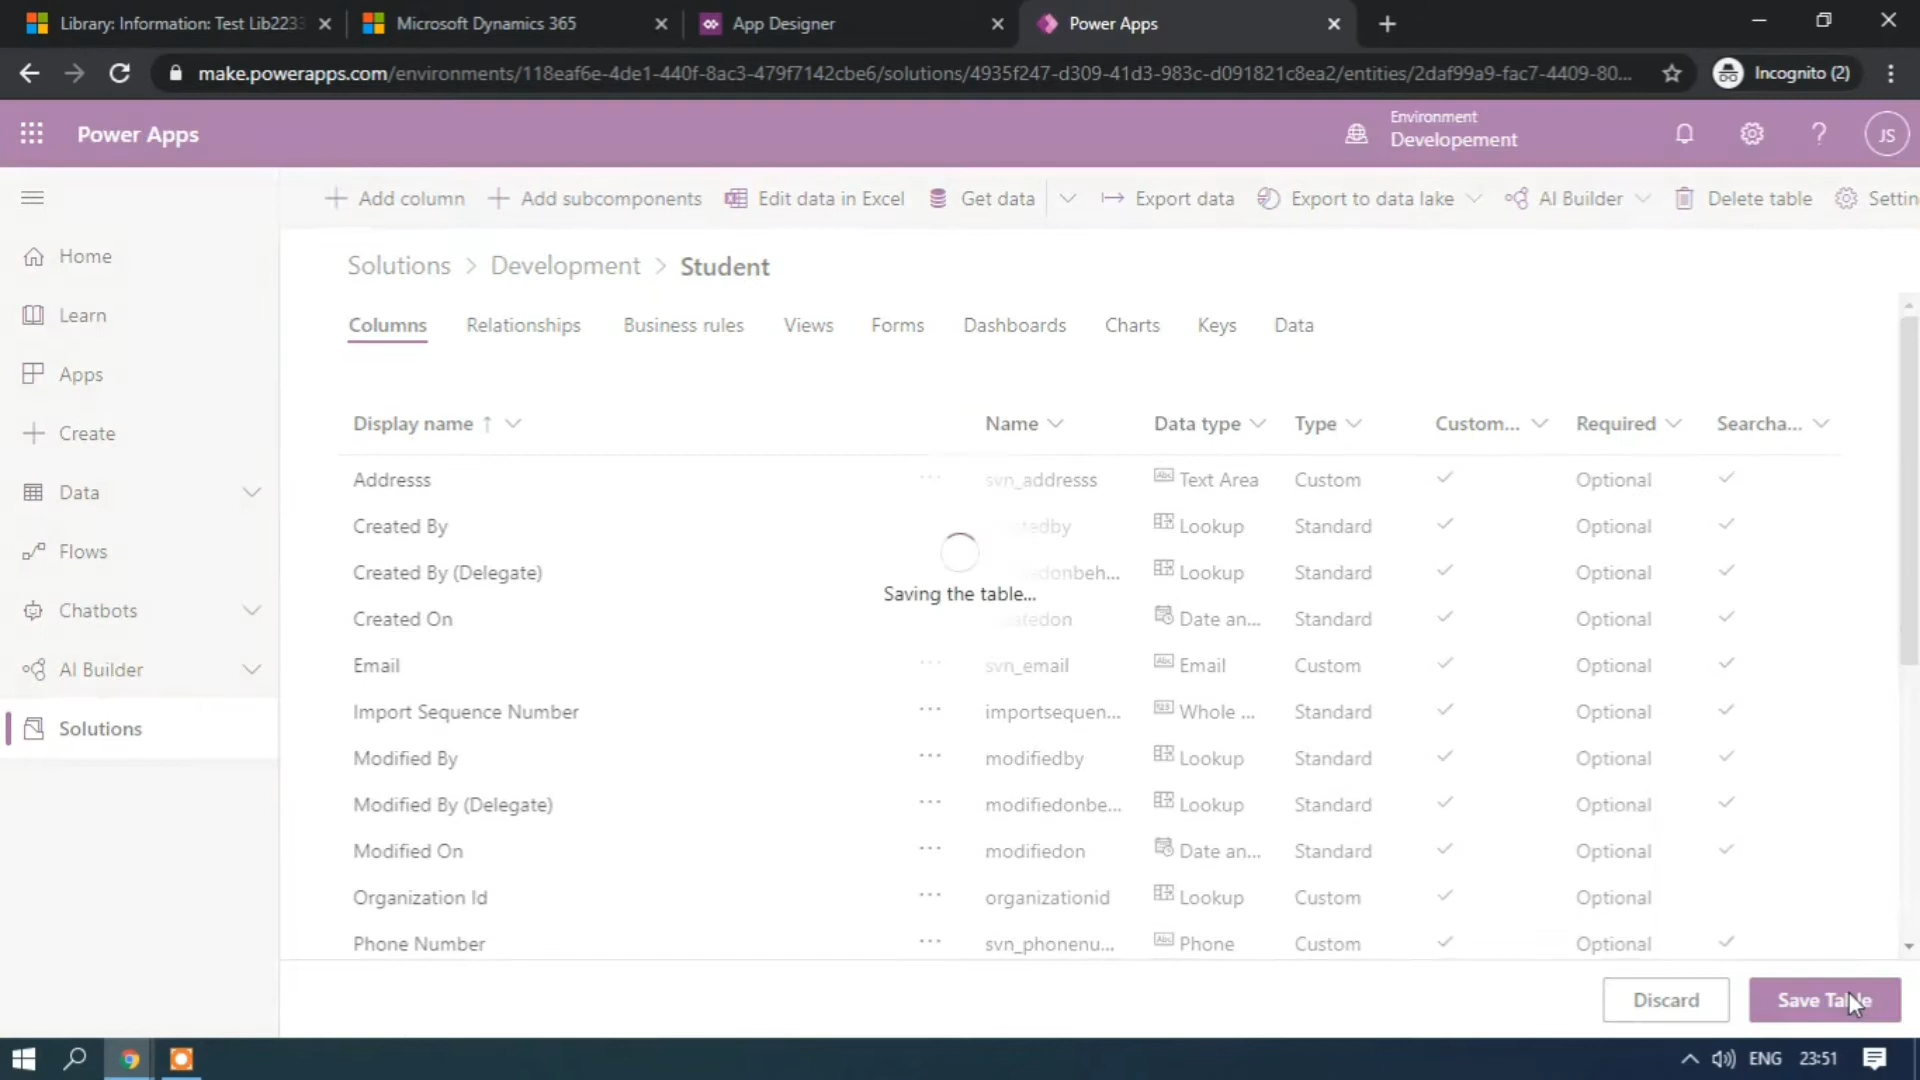 Library: Information: Test Lib2233
Microsoft Dynamics 365
App Designer
Power Apps
make.powerapps.com/environments/118eaf6e-4de1-440f-8ac3-479f7142cbe6/solutions/4935f247-d309-41d3-983c-d091821c8ea2/entities/2daf99a9-fac7-4409-80...
Incognito (2)
Power Apps
Environment
Developement
JS
Add column
Add subcomponents
Edit data in Excel
Get data
Export data
Export to data lake
AI Builder
Delete table
Settin
Home
Learn
Apps
Create
Data
Flows
Chatbots
AI Builder
Solutions
Solutions > Development > Student
Columns Relationships Business rules Views Forms Dashboards Charts Keys Data
Display name Name Data type Type Custom... Required Searcha...
Addresss ... svn_addresss Text Area Custom Optional
Created By Lookup Standard Optional
Created By (Delegate) Lookup Standard Optional
Created On Date an... Standard Optional
Email ... svn_email Email Custom Optional
Saving the table...
Import Sequence Number ... importsequen... Whole ... Standard Optional
Modified By ... modifiedby Lookup Standard Optional
Modified By (Delegate) ... modifiedonbe... Lookup Standard Optional
Modified On ... modifiedon Date an... Standard Optional
Organization Id ... organizationid Lookup Custom Optional
Phone Number ... svn_phonenu... Phone Custom Optional
Discard
Save Table
ENG 23:51